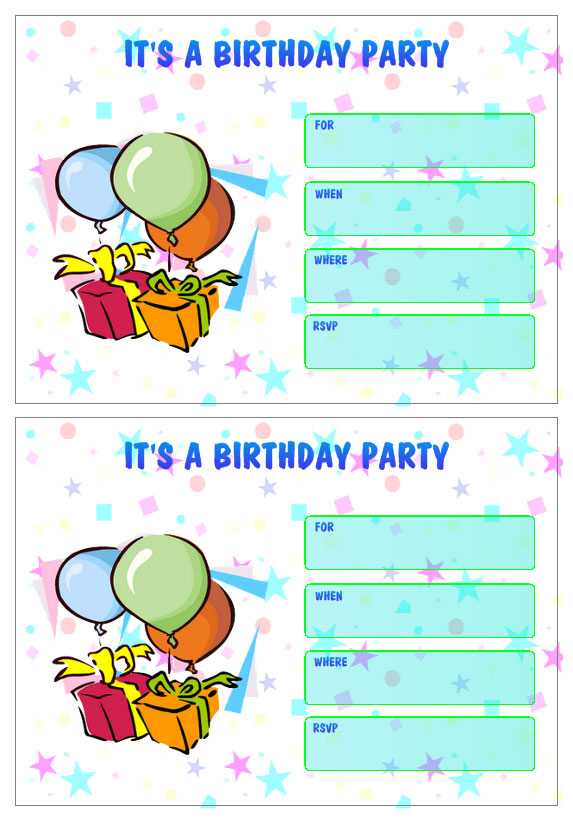 IT'S A BIRTHDAY PARTY
FOR
WHEN
WHERE
RSVP
IT'S A BIRTHDAY PARTY
FOR
WHEN
WHERE
RSVP